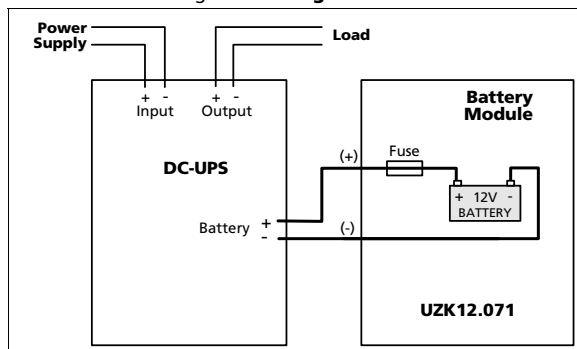 Power
Supply
Load
+ -
+ -
Input
Output
DC-UPS
Battery
+
-
(+)
(-)
Battery
Module
Fuse
+ 12V -
BATTERY
UZK12.071